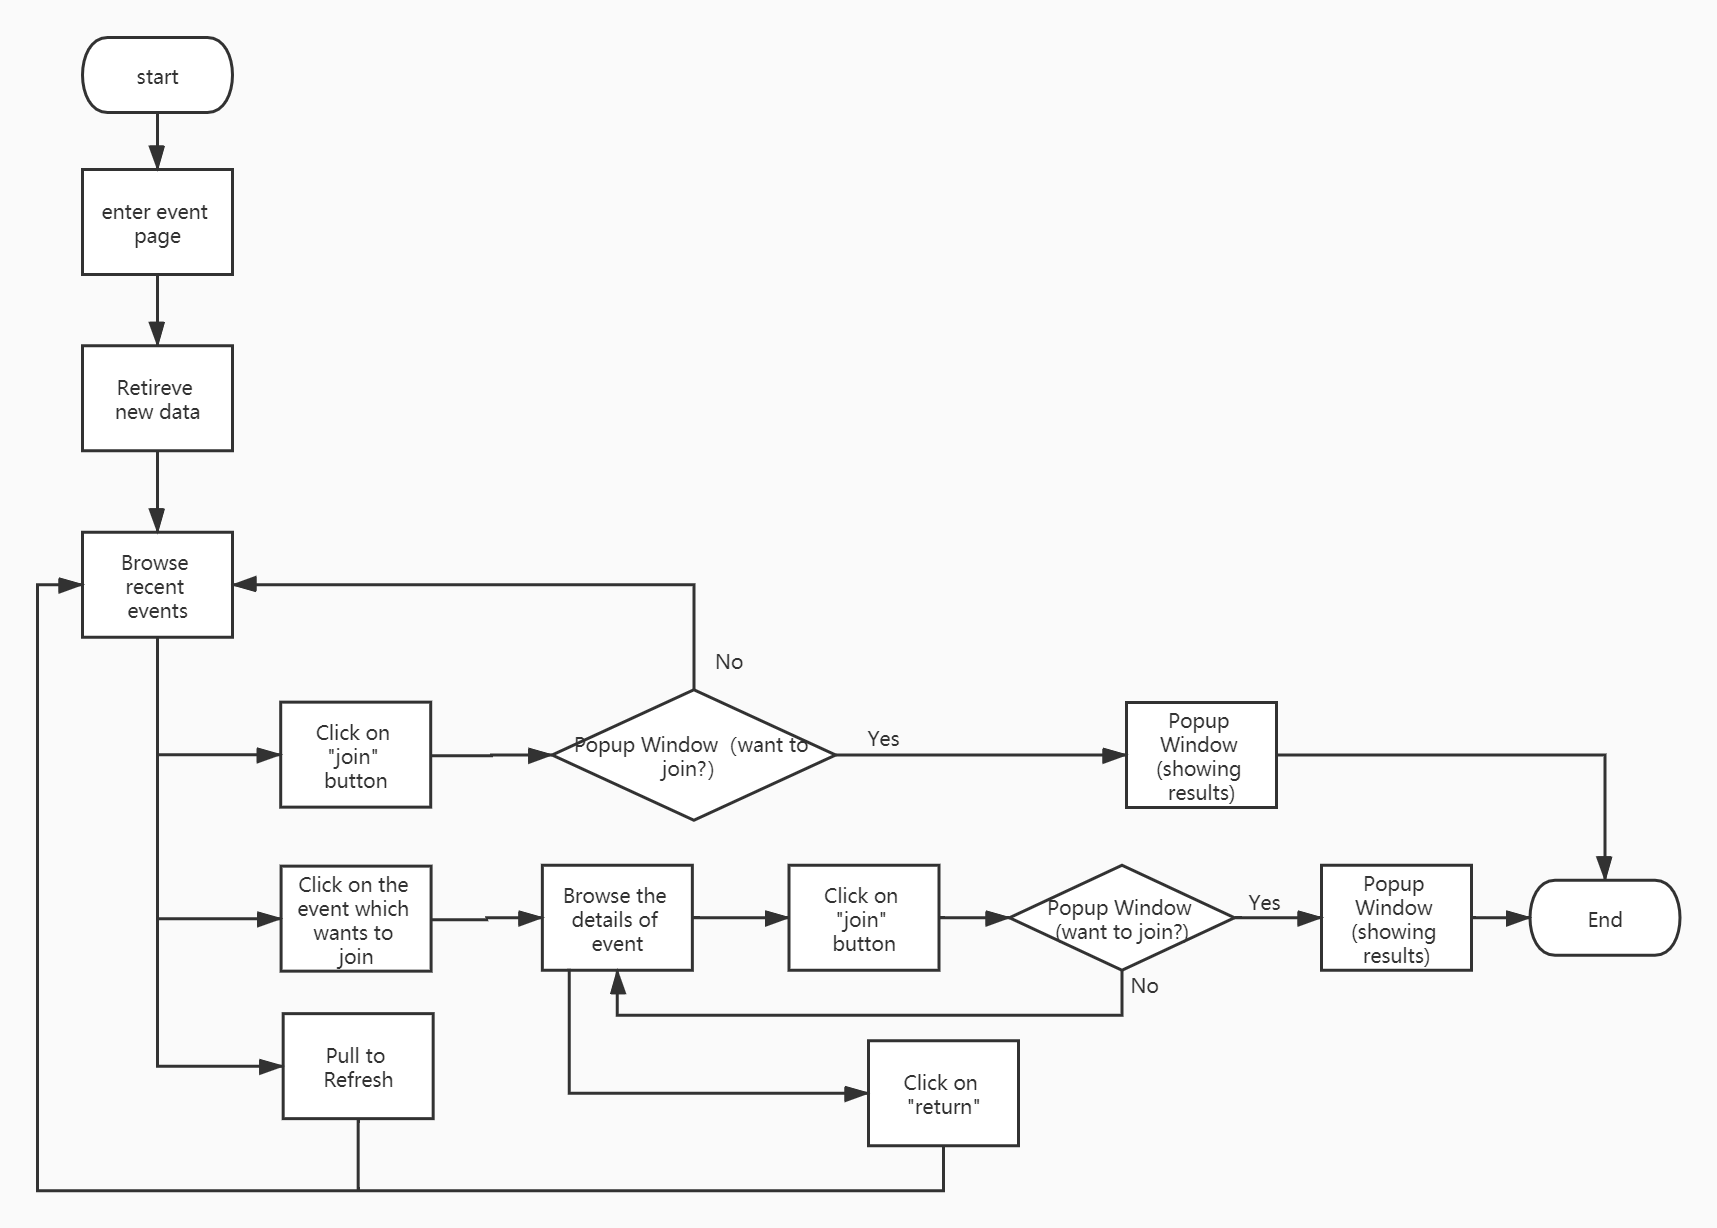 start
enter event
page
Retireve
new data
Browse
recent
events
No
Click on
"join"
button
Popup Window  (want to
join?)
Yes
Popup
Window
(showing
results)
Click on the
event which
wants to
join
Browse the
details of
event
Click on
"join"
button
Popup Window
(want to join?)
Yes
Popup
Window
(showing
results)
End
No
Pull to
Refresh
Click on
"return"